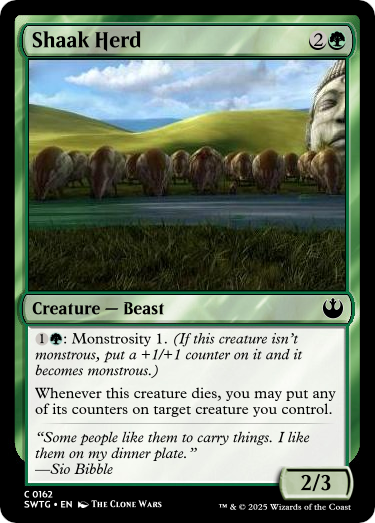 Shaak Herd 2
Creature — Beast
1: Monstrosity 1. (If this creature isn't
monstrous, put a +1/+1 counter on it and it
becomes monstrous.)
Whenever this creature dies, you may put any
of its counters on target creature you control.
“Some people like them to carry things. I like
them on my dinner plate.”
—Sio Bibble
2/3
C 0162
SWTG • EN The Clone Wars
™ & © 2025 Wizards of the Coast